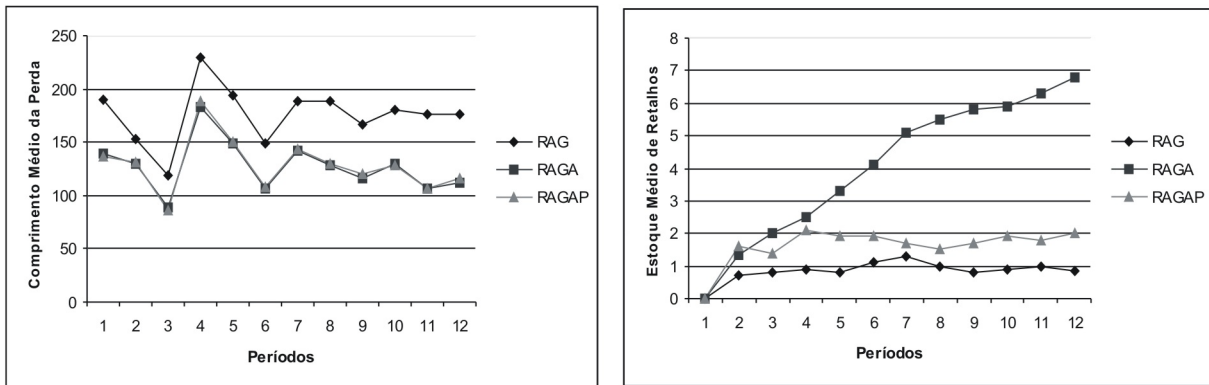 Comprimento Médio da Perda
250
200
150
100
50
0
1 2 3 4 5 6 7 8 9 10 11 12
Períodos
RAG
RAGA
RAGAP
Estoque Médio de Retalhos
8
7
6
5
4
3
2
1
0
1 2 3 4 5 6 7 8 9 10 11 12
Períodos
RAG
RAGA
RAGAP